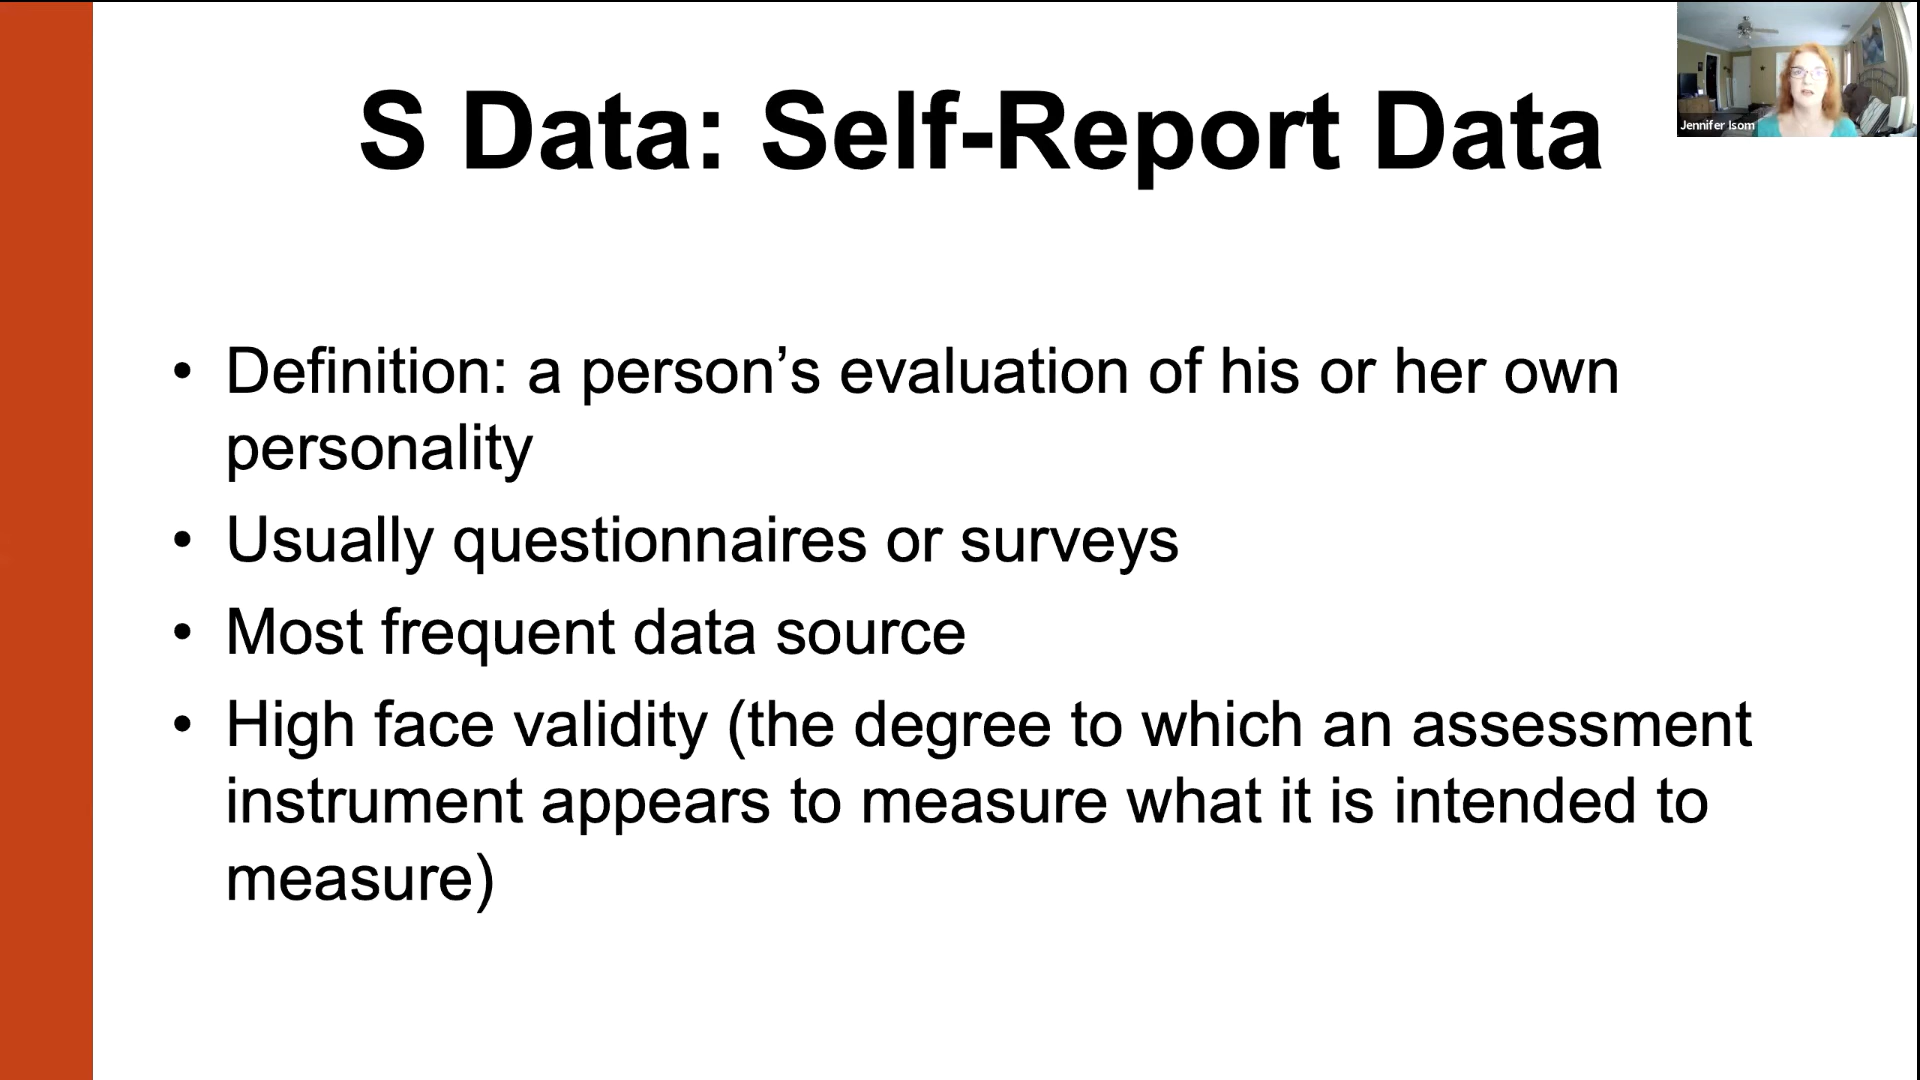 S Data: Self-Report Data
Jennifer Isom
• Definition: a person’s evaluation of his or her own
personality
• Usually questionnaires or surveys
• Most frequent data source
• High face validity (the degree to which an assessment
instrument appears to measure what it is intended to
measure)